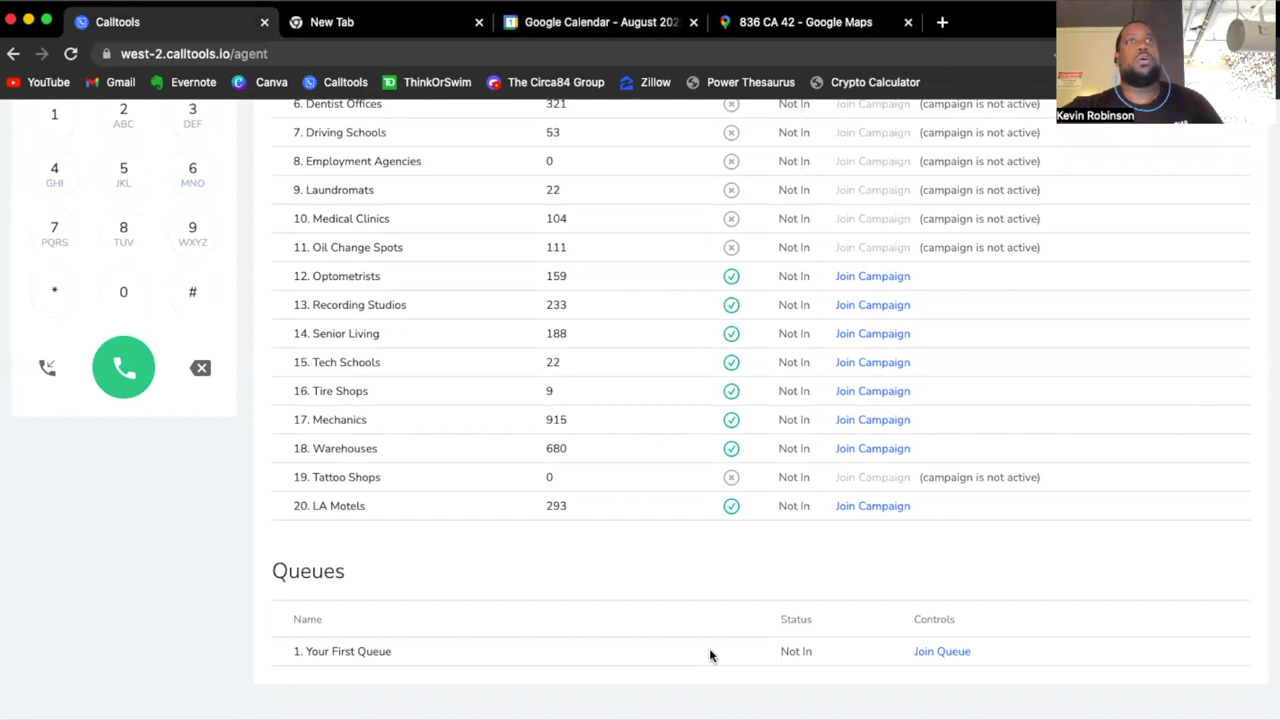 Calltools
New Tab
Google Calendar - August 202
836 CA 42 - Google Maps
west-2.calltools.io/agent
YouTube
Gmail
Evernote
Canva
Calltools
ThinkOrSwim
The Circa84 Group
Zillow
Power Thesaurus
Crypto Calculator
Kevin Robinson
1
2 ABC
3 DEF
4 GHI
5 JKL
6 MNO
7 PQRS
8 TUV
9 WXYZ
*
0
#
6. Dentist Offices 321 Not In Join Campaign (campaign is not active)
7. Driving Schools 53 Not In Join Campaign (campaign is not active)
8. Employment Agencies 0 Not In Join Campaign (campaign is not active)
9. Laundromats 22 Not In Join Campaign (campaign is not active)
10. Medical Clinics 104 Not In Join Campaign (campaign is not active)
11. Oil Change Spots 111 Not In Join Campaign (campaign is not active)
12. Optometrists 159 Not In Join Campaign
13. Recording Studios 233 Not In Join Campaign
14. Senior Living 188 Not In Join Campaign
15. Tech Schools 22 Not In Join Campaign
16. Tire Shops 9 Not In Join Campaign
17. Mechanics 915 Not In Join Campaign
18. Warehouses 680 Not In Join Campaign
19. Tattoo Shops 0 Not In Join Campaign (campaign is not active)
20. LA Motels 293 Not In Join Campaign
Queues
Name Status Controls
1. Your First Queue Not In Join Queue